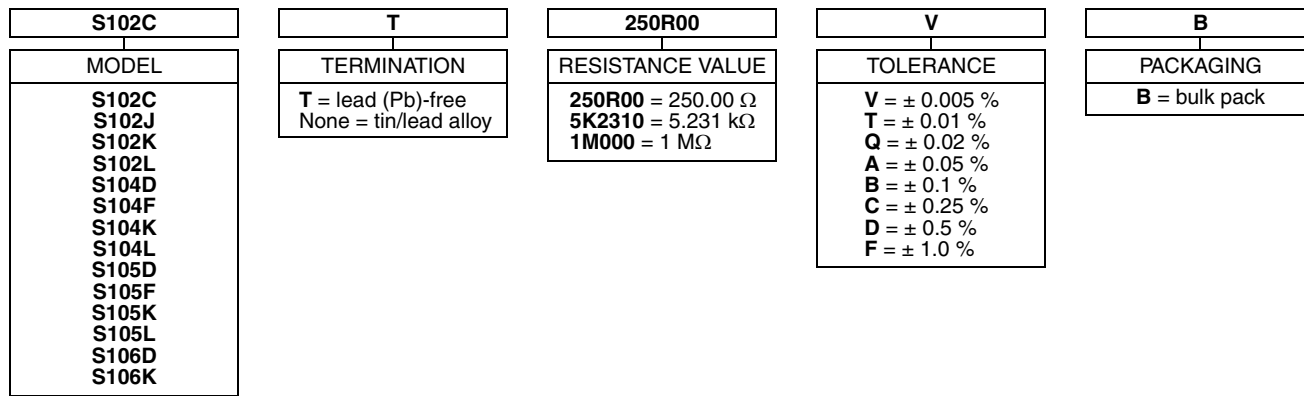 S102C
MODEL
S102C
S102J
S102K
S102L
S104D
S104F
S104K
S104L
S105D
S105F
S105K
S105L
S106D
S106K
T
TERMINATION
T = lead (Pb)-free
None = tin/lead alloy
250R00
RESISTANCE VALUE
250R00 = 250.00 Ω
5K2310 = 5.231 kΩ
1M000 = 1 MΩ
V
TOLERANCE
V = ± 0.005 %
T = ± 0.01 %
Q = ± 0.02 %
A = ± 0.05 %
B = ± 0.1 %
C = ± 0.25 %
D = ± 0.5 %
F = ± 1.0 %
B
PACKAGING
B = bulk pack